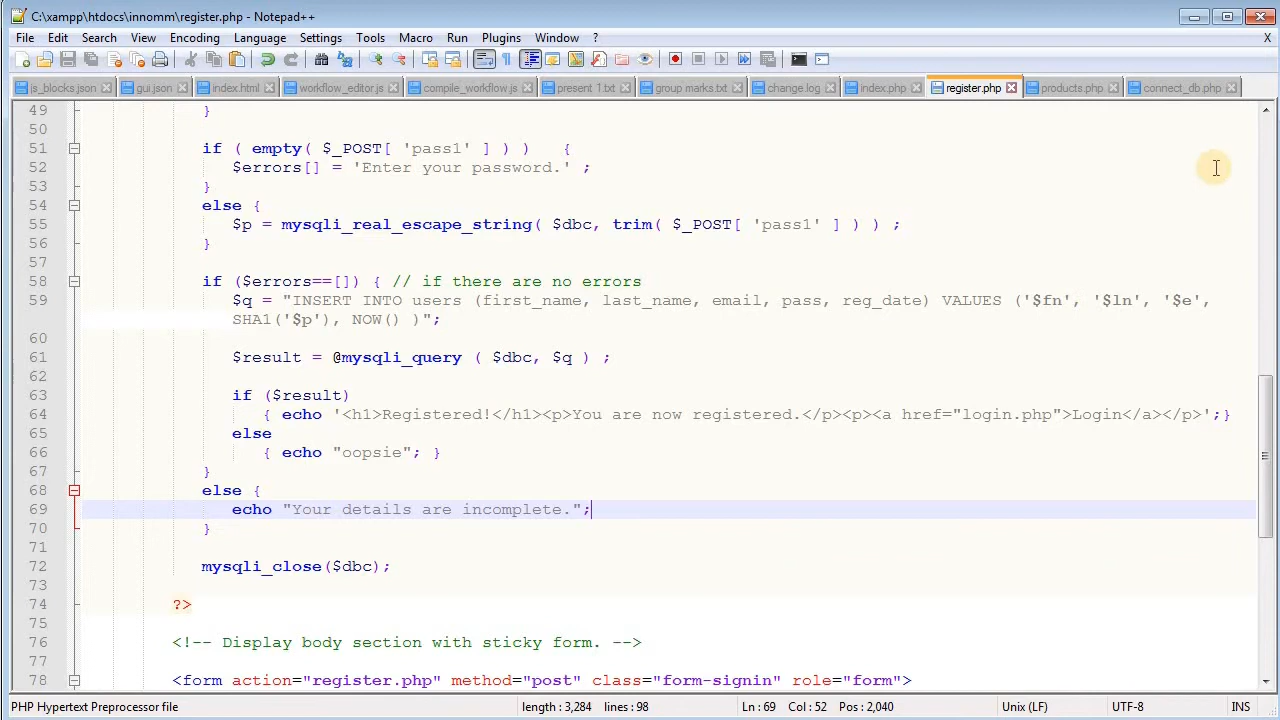 C:\xampp\htdocs\innomm\register.php - Notepad++
File Edit Search View Encoding Language Settings Tools Macro Run Plugins Window ? X
js_blocks.json gui.json index.html workflow_editor.js compile_workflow.js present 1.txt group marks.txt change.log index.php register.php products.php connect_db.php
49 }
50
51 if ( empty( $_POST[ 'pass1' ] ) ) {
52 $errors[] = 'Enter your password.' ;
53 }
54 else {
55 $p = mysqli_real_escape_string( $dbc, trim( $_POST[ 'pass1' ] ) ) ;
56 }
57
58 if ($errors==[]) { // if there are no errors
59 $q = "INSERT INTO users (first_name, last_name, email, pass, reg_date) VALUES ('$fn', '$ln', '$e',
SHA1('$p'), NOW() )";
60
61 $result = @mysqli_query ( $dbc, $q ) ;
62
63 if ($result)
64 { echo '<h1>Registered!</h1><p>You are now registered.</p><p><a href="login.php">Login</a></p>';}
65 else
66 { echo "oopsie"; }
67 }
68 else {
69 echo "Your details are incomplete.";
70 }
71
72 mysqli_close($dbc);
73
74 ?>
75
76 <!-- Display body section with sticky form. -->
77
78 <form action="register.php" method="post" class="form-signin" role="form">
PHP Hypertext Preprocessor file length : 3,284 lines : 98 Ln : 69 Col : 52 Pos : 2,040 Unix (LF) UTF-8 INS